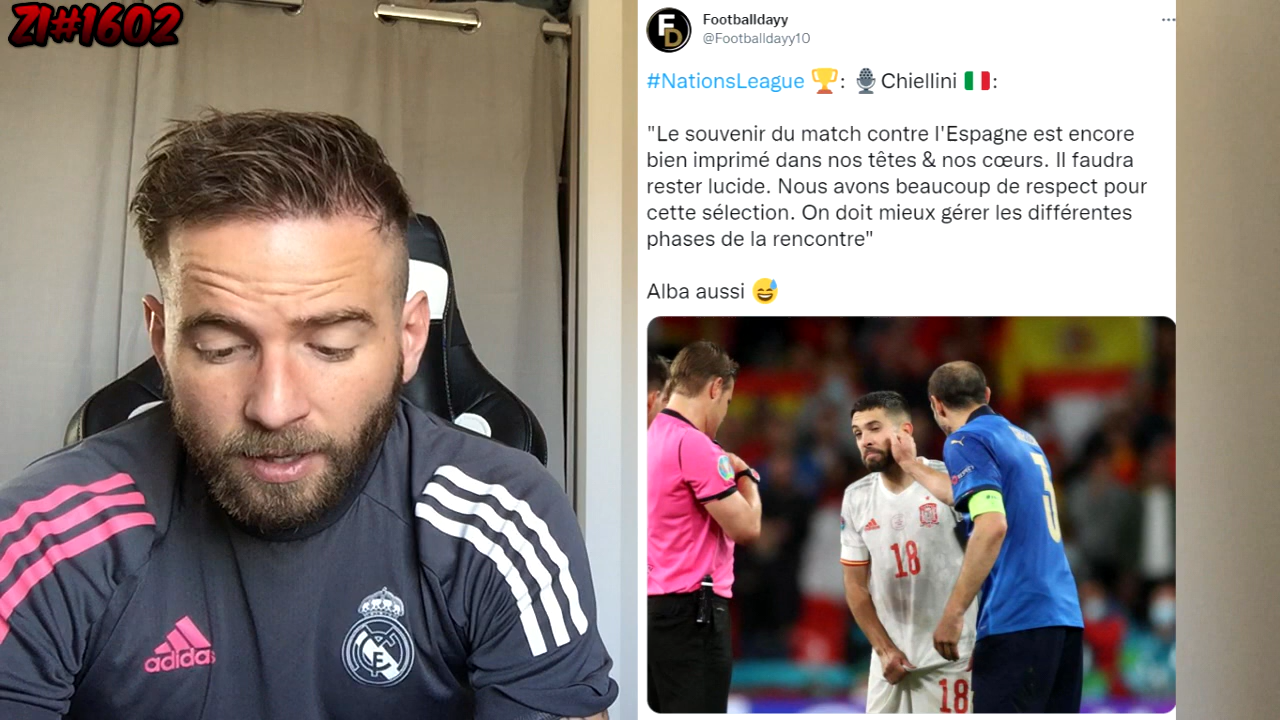 Z1#1602
Footballdayy
@Footballdayy10
#NationsLeague 🏆: 🎙Chiellini 🇮🇹:
"Le souvenir du match contre l'Espagne est encore
bien imprimé dans nos têtes & nos cœurs. Il faudra
rester lucide. Nous avons beaucoup de respect pour
cette sélection. On doit mieux gérer les différentes
phases de la rencontre"
Alba aussi 😅
adidas
18
18
3